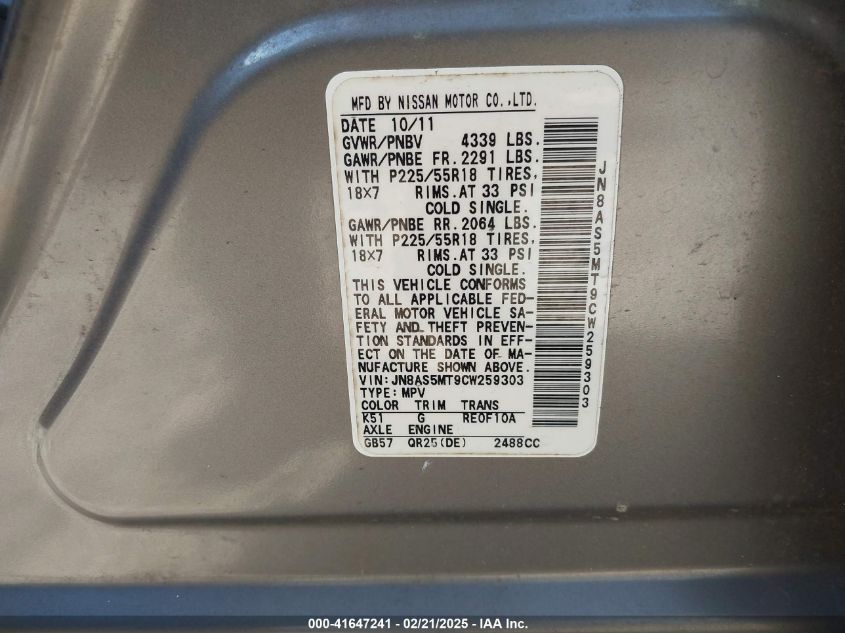 MFD BY NISSAN MOTOR CO.,LTD.
DATE 10/11
GVWR/PNBV 4339 LBS.
GAWR/PNBE FR. 2291 LBS.
WITH P225/55R18 TIRES,
18X7 RIMS. AT 33 PSI
COLD SINGLE.
GAWR/PNBE RR. 2064 LBS.
WITH P225/55R18 TIRES,
18X7 RIMS. AT 33 PSI
COLD SINGLE.
THIS VEHICLE CONFORMS
TO ALL APPLICABLE FED-
ERAL MOTOR VEHICLE SA-
FETY AND THEFT PREVEN-
TION STANDARDS IN EFF-
ECT ON THE DATE OF MA-
NUFACTURE SHOWN ABOVE.
VIN: JN8AS5MT9CW259303
TYPE: MPV
COLOR TRIM TRANS
K51 G RE0F10A
AXLE ENGINE
GB57 QR25(DE) 2488CC
JN8AS5MT9CW259303
000-41647241 - 02/21/2025 - IAA Inc.